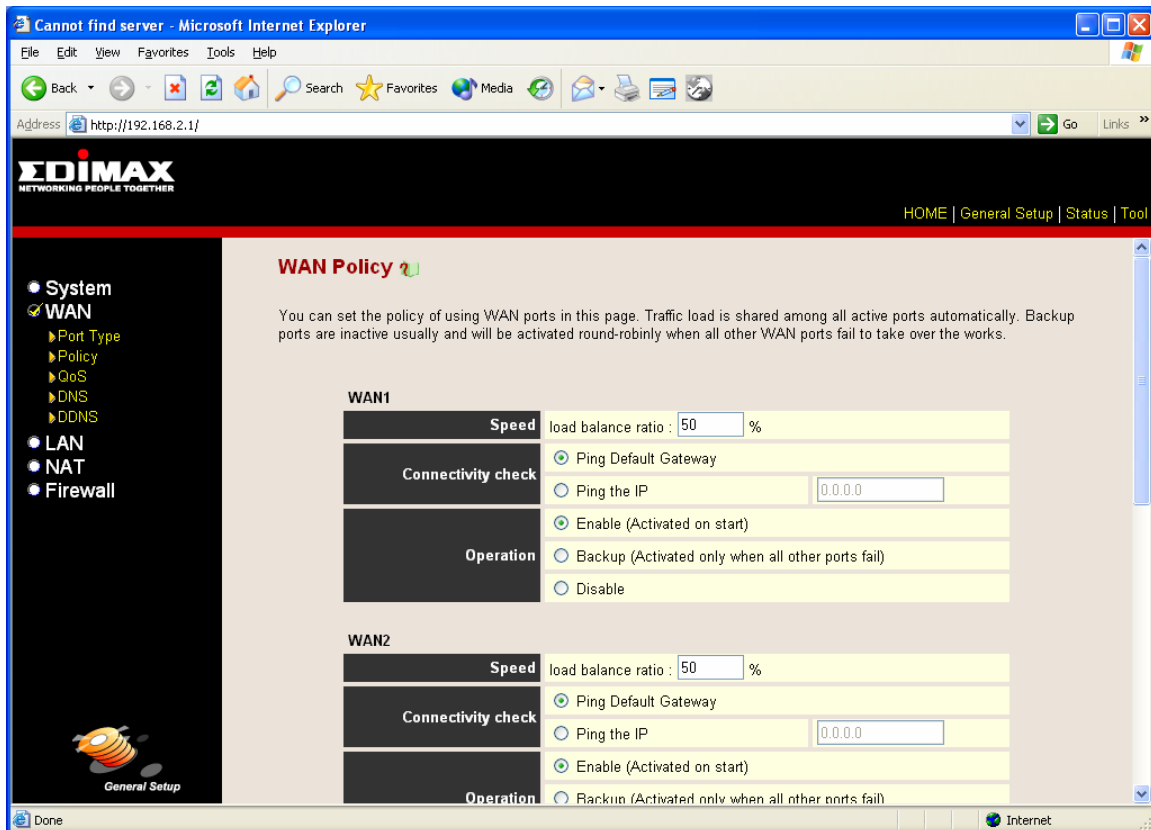 Cannot find server - Microsoft Internet Explorer
File Edit View Favorites Tools Help
Back Search Favorites Media
Address http://192.168.2.1/ Go Links »
EDIMAX
NETWORKING PEOPLE TOGETHER
HOME | General Setup | Status | Tool
System
WAN
Port Type
Policy
QoS
DNS
DDNS
LAN
NAT
Firewall
General Setup
WAN Policy
You can set the policy of using WAN ports in this page. Traffic load is shared among all active ports automatically. Backup
ports are inactive usually and will be activated round-robinly when all other WAN ports fail to take over the works.
WAN1
Speed load balance ratio : 50 %
Connectivity check
Ping Default Gateway
Ping the IP 0.0.0.0
Operation
Enable (Activated on start)
Backup (Activated only when all other ports fail)
Disable
WAN2
Speed load balance ratio : 50 %
Connectivity check
Ping Default Gateway
Ping the IP 0.0.0.0
Operation
Enable (Activated on start)
Backup (Activated only when all other ports fail)
Done Internet